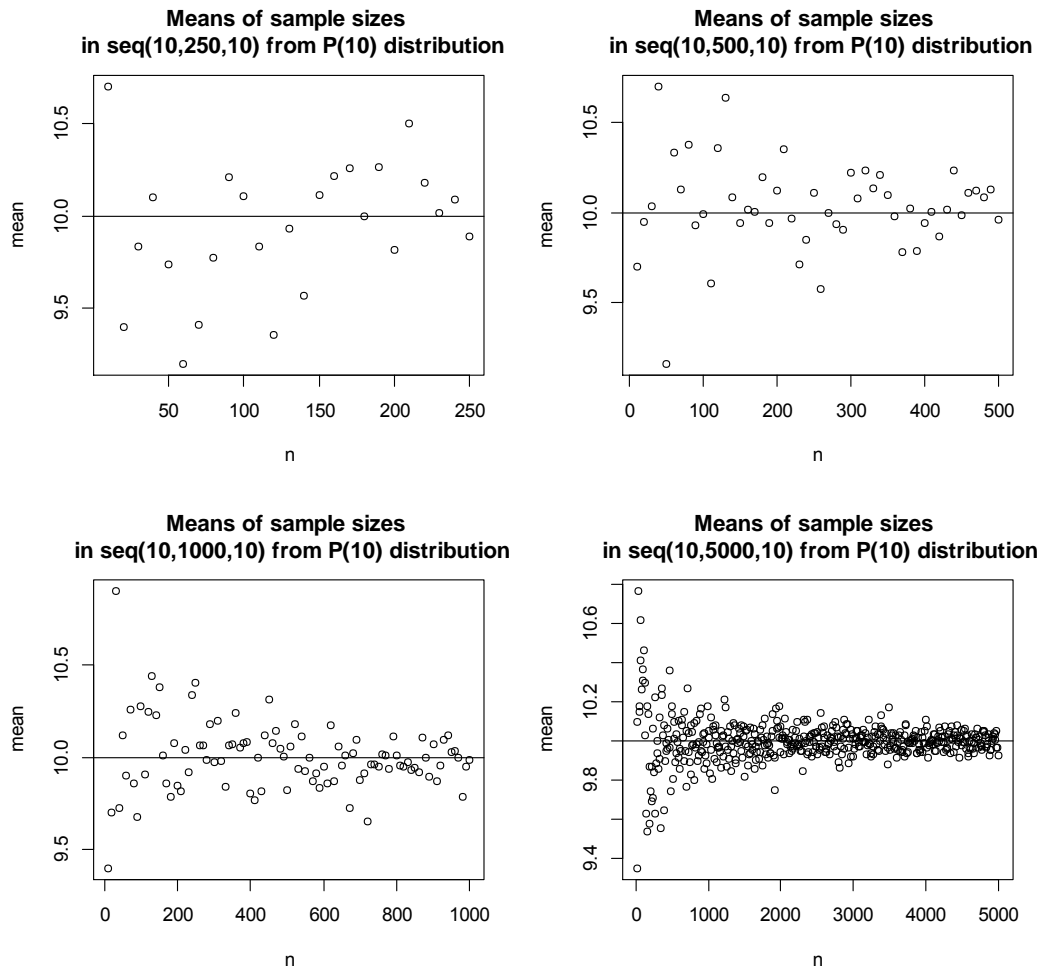 Means of sample sizes
in seq(10,250,10) from P(10) distribution
mean
10.5
10.0
9.5
50 100 150 200 250
n
Means of sample sizes
in seq(10,500,10) from P(10) distribution
mean
10.5
10.0
9.5
0 100 200 300 400 500
n
Means of sample sizes
in seq(10,1000,10) from P(10) distribution
mean
10.5
10.0
9.5
0 200 400 600 800 1000
n
Means of sample sizes
in seq(10,5000,10) from P(10) distribution
mean
10.6
10.2
9.8
9.4
0 1000 2000 3000 4000 5000
n